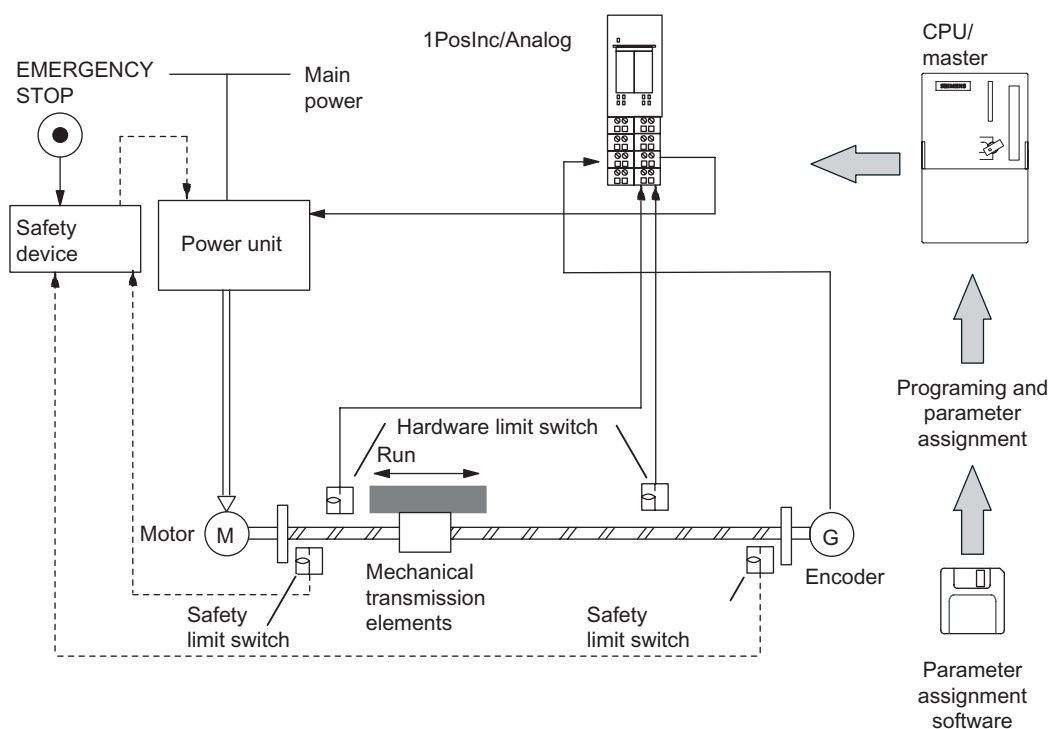 1PosInc/Analog
CPU/
master
EMERGENCY
STOP
Main
power
SIEMENS
Safety
device
Power unit
Programing and
parameter
assignment
Hardware limit switch
Run
Motor
M
G
Encoder
Mechanical
transmission
elements
Safety
limit switch
Safety
limit switch
Parameter
assignment
software